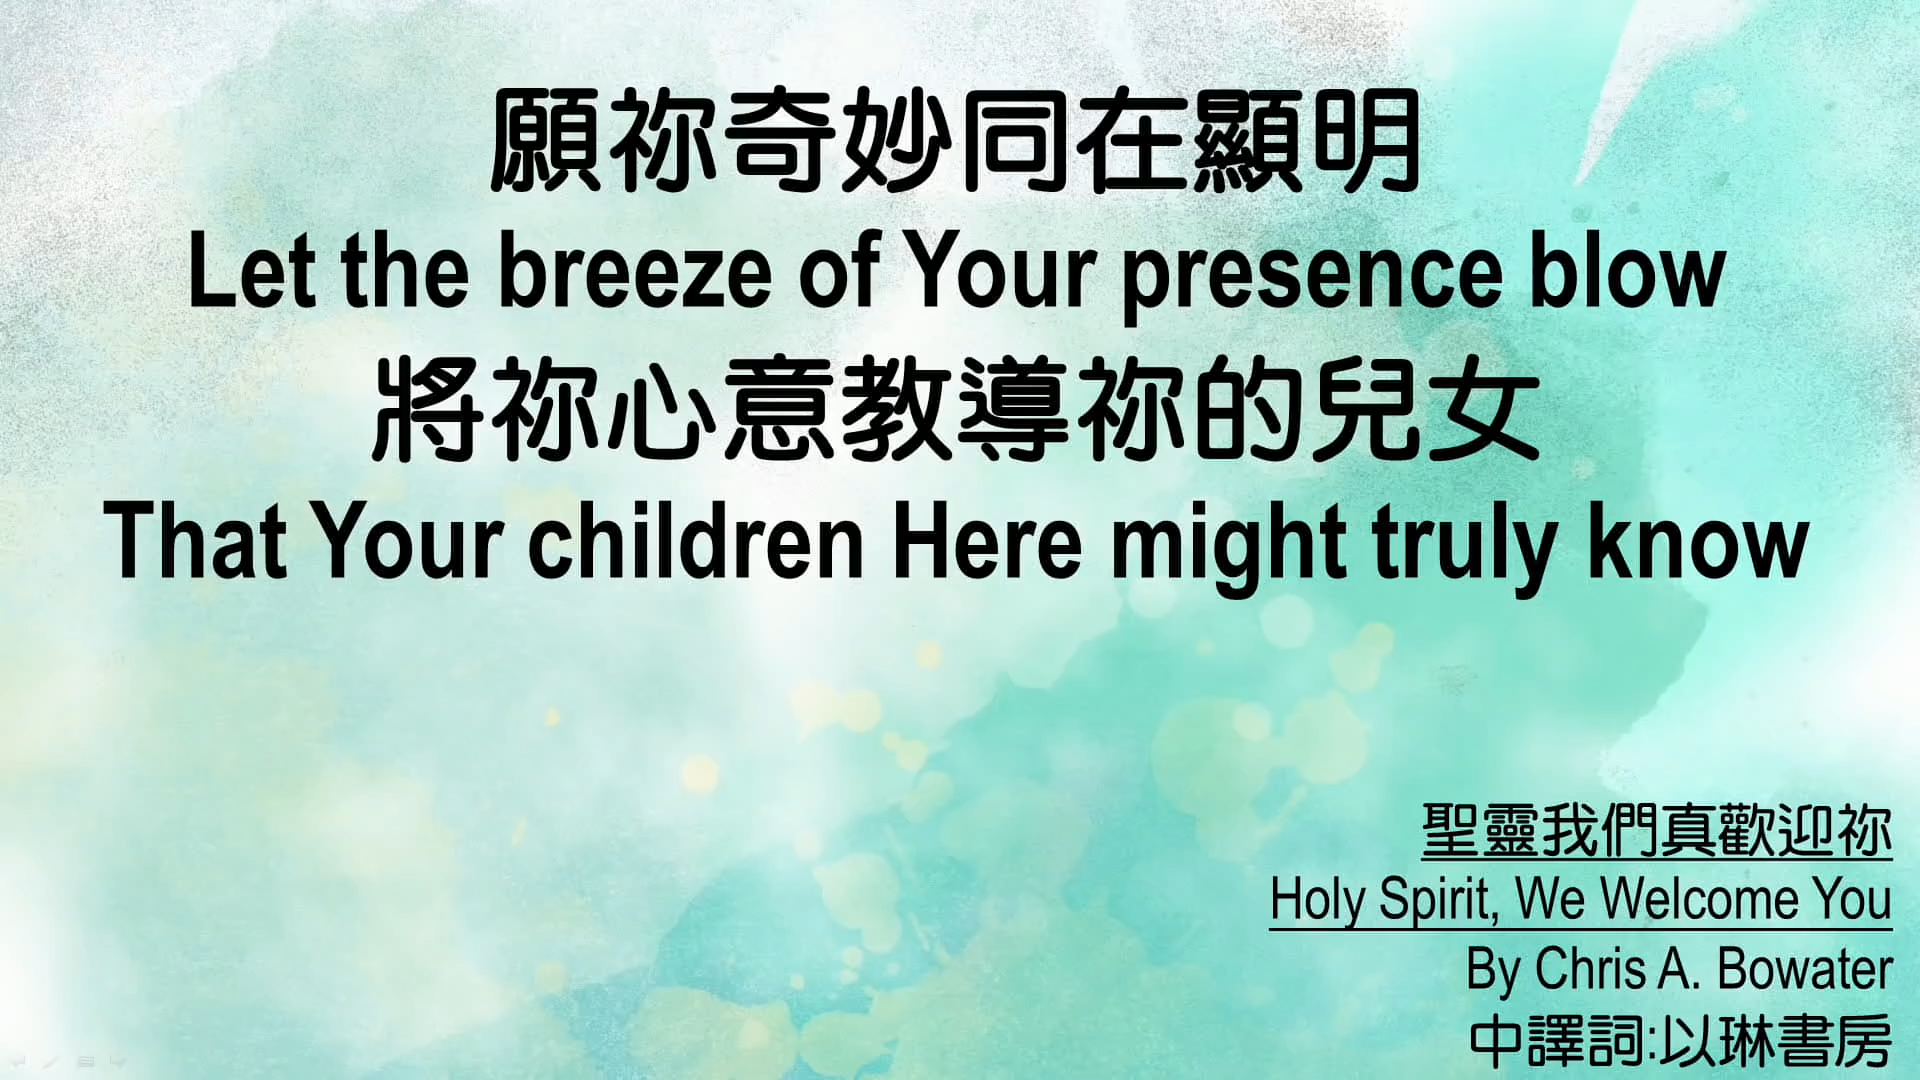 願祢奇妙同在顯明
Let the breeze of Your presence blow
將祢心意教導祢的兒女
That Your children Here might truly know
聖靈我們真歡迎祢
Holy Spirit, We Welcome You
By Chris A. Bowater
中譯詞:以琳書房